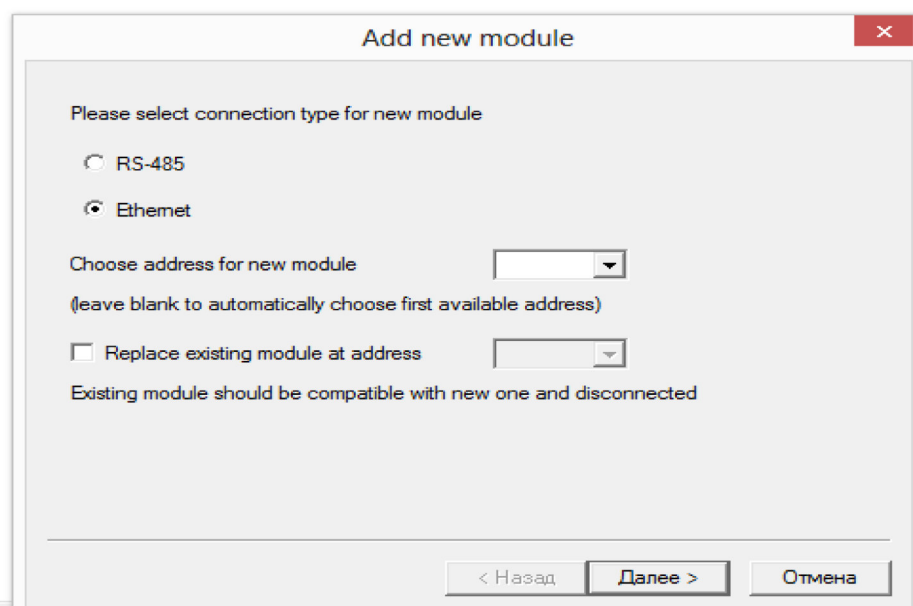 Add new module
Please select connection type for new module
RS-485
Ethernet
Choose address for new module
(leave blank to automatically choose first available address)
Replace existing module at address
Existing module should be compatible with new one and disconnected
< Назад Далее > Отмена